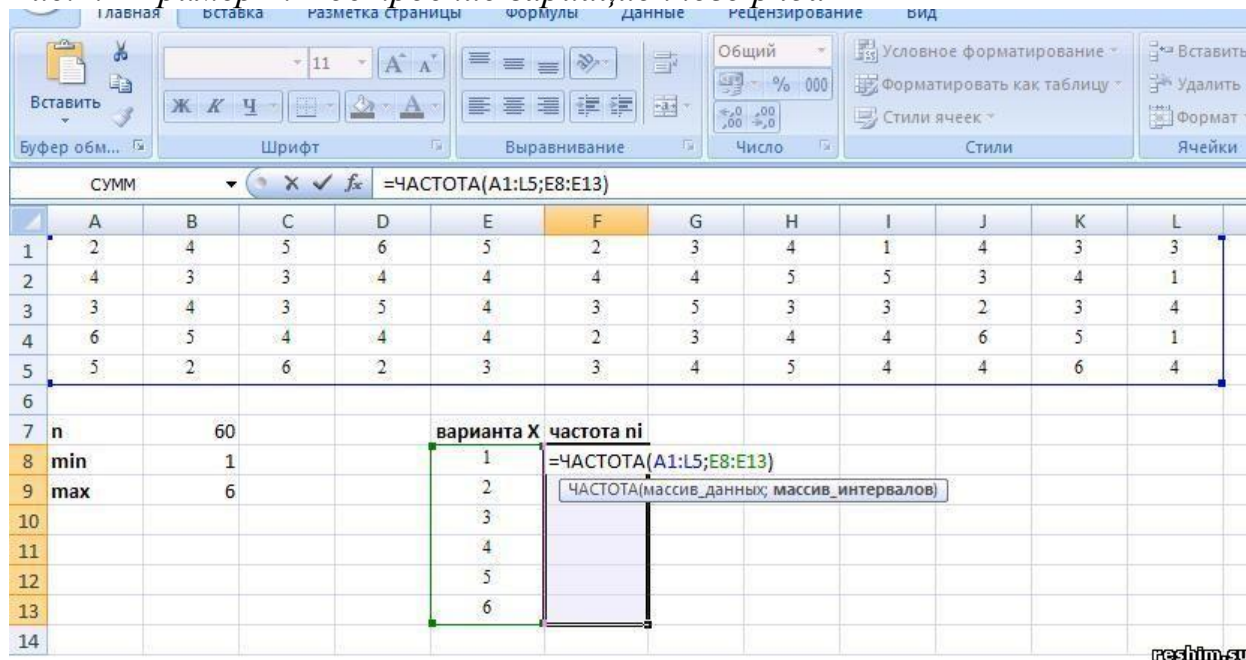 Главная Вставка Разметка страницы Формулы Данные Рецензирование Вид
Вставить
11 А А
Ж К Ч
Общий
% 000
Условное форматирование
Форматировать как таблицу
Стили ячеек
Вставить
Удалить
Формат
Буфер обм... Шрифт Выравнивание Число Стили Ячейки
СУММ fx =ЧАСТОТА(A1:L5;E8:E13)
A B C D E F G H I J K L
1 2 4 5 6 5 2 3 4 1 4 3 3
2 4 3 3 4 4 4 4 5 5 3 4 1
3 3 4 3 5 4 3 5 3 3 2 3 4
4 6 5 4 4 4 2 3 4 4 6 5 1
5 5 2 6 2 3 3 4 5 4 4 6 4
6
7 n 60 варианта X частота ni
8 min 1 1 =ЧАСТОТА(A1:L5;E8:E13)
9 max 6 2 ЧАСТОТА(массив_данных; массив_интервалов)
10 3
11 4
12 5
13 6
14
reshim.su